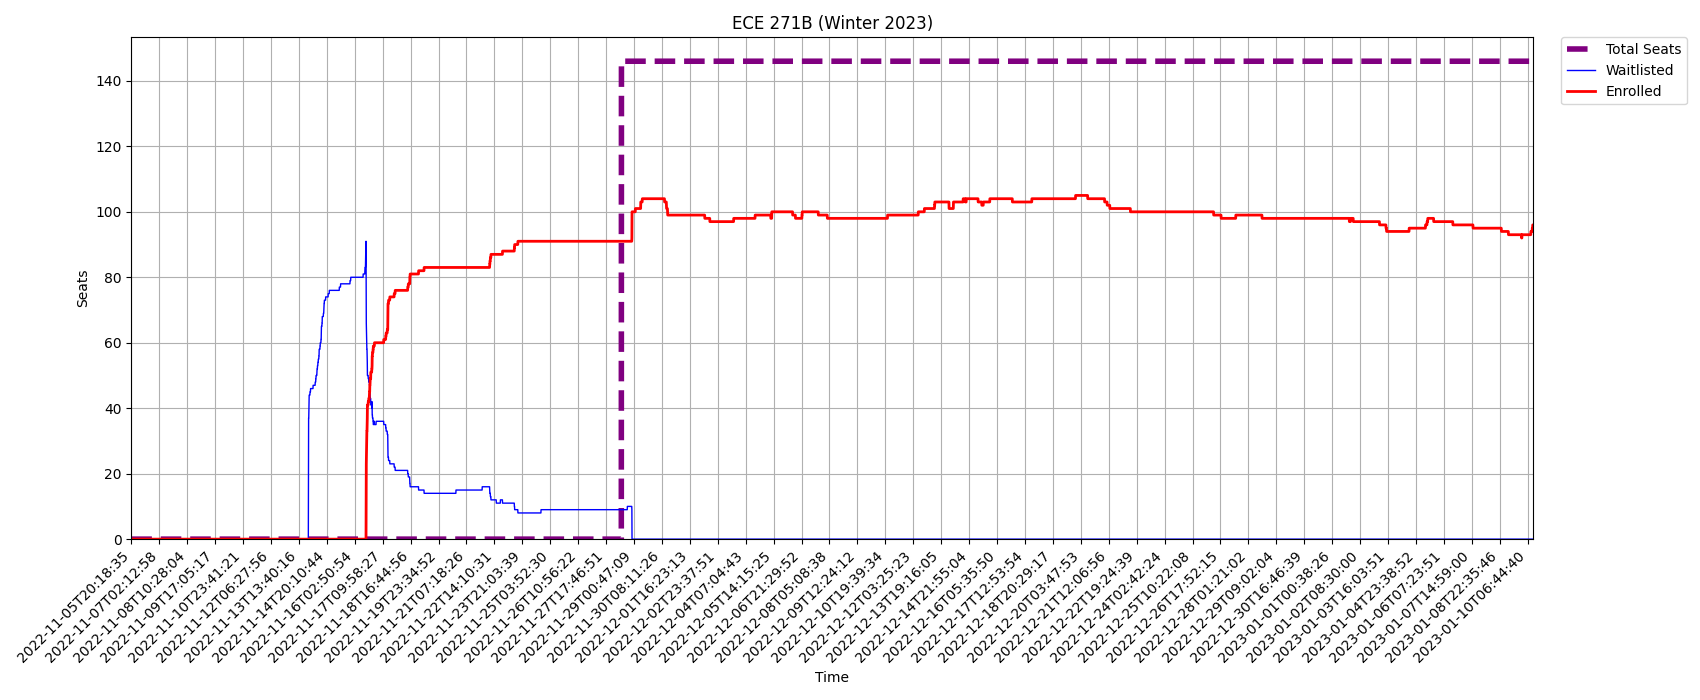 ECE 271B (Winter 2023)
Total Seats
Waitlisted
Enrolled
Seats
140
120
100
80
60
40
20
0
2022-11-05T20:18:35
2022-11-07T02:12:58
2022-11-08T10:28:04
2022-11-09T17:05:17
2022-11-10T23:41:21
2022-11-12T06:27:56
2022-11-13T13:40:16
2022-11-14T20:10:44
2022-11-16T02:50:54
2022-11-17T09:58:27
2022-11-18T16:44:56
2022-11-19T23:34:52
2022-11-21T07:18:26
2022-11-22T14:10:31
2022-11-23T21:03:39
2022-11-25T03:52:30
2022-11-26T10:56:22
2022-11-27T17:46:51
2022-11-29T00:47:09
2022-11-30T08:11:26
2022-12-01T16:23:13
2022-12-02T23:37:51
2022-12-04T07:04:43
2022-12-05T14:15:25
2022-12-06T21:29:52
2022-12-08T05:08:38
2022-12-09T12:24:12
2022-12-10T19:39:34
2022-12-12T03:25:23
2022-12-13T19:16:05
2022-12-14T21:55:04
2022-12-16T05:35:50
2022-12-17T12:53:54
2022-12-18T20:29:17
2022-12-20T03:47:53
2022-12-21T12:06:56
2022-12-22T19:24:39
2022-12-24T02:42:24
2022-12-25T10:22:08
2022-12-26T17:52:15
2022-12-28T01:21:02
2022-12-29T09:02:04
2022-12-30T16:46:39
2023-01-01T00:38:26
2023-01-02T08:30:00
2023-01-03T16:03:51
2023-01-04T23:38:52
2023-01-06T07:23:51
2023-01-07T14:59:00
2023-01-08T22:35:46
2023-01-10T06:44:40
Time